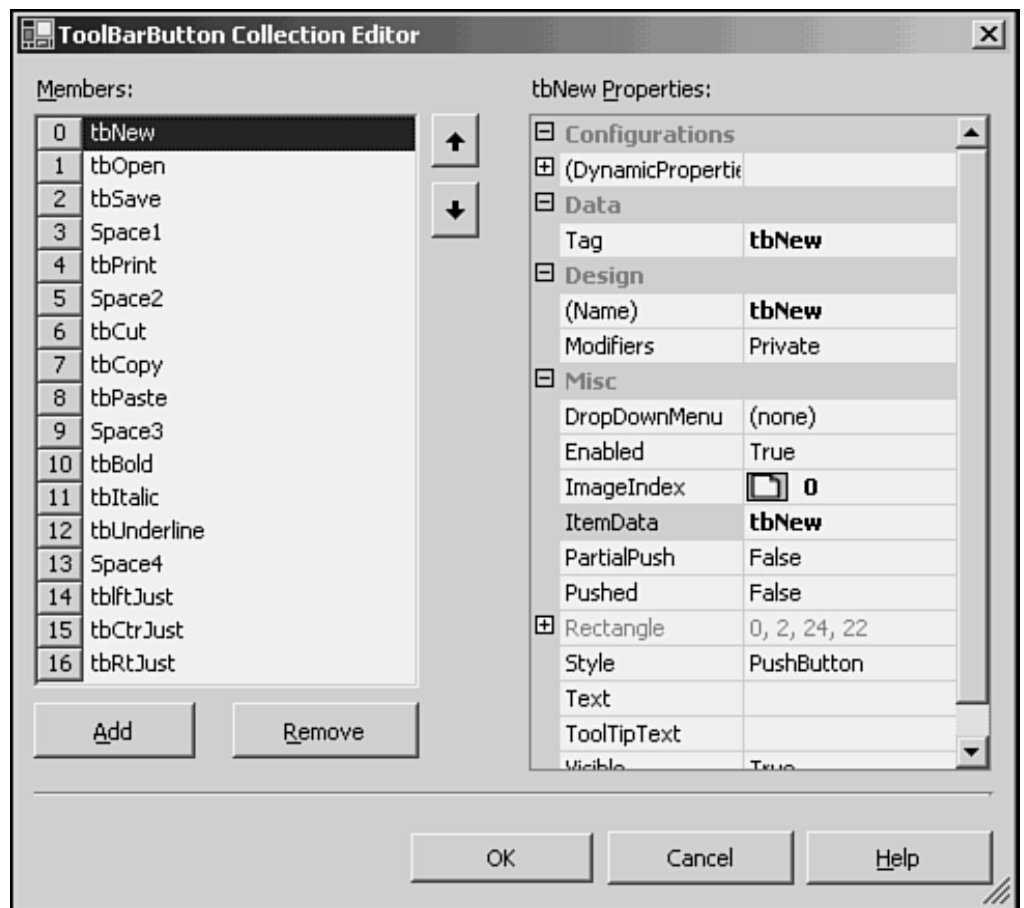 ToolBarButton Collection Editor
Members:
0 tbNew
1 tbOpen
2 tbSave
3 Space1
4 tbPrint
5 Space2
6 tbCut
7 tbCopy
8 tbPaste
9 Space3
10 tbBold
11 tbItalic
12 tbUnderline
13 Space4
14 tblftJust
15 tbCtrJust
16 tbRtJust
Add Remove
tbNew Properties:
Configurations
(DynamicPropertie
Data
Tag tbNew
Design
(Name) tbNew
Modifiers Private
Misc
DropDownMenu (none)
Enabled True
ImageIndex 0
ItemData tbNew
PartialPush False
Pushed False
Rectangle 0, 2, 24, 22
Style PushButton
Text
ToolTipText
Visible True
OK Cancel Help